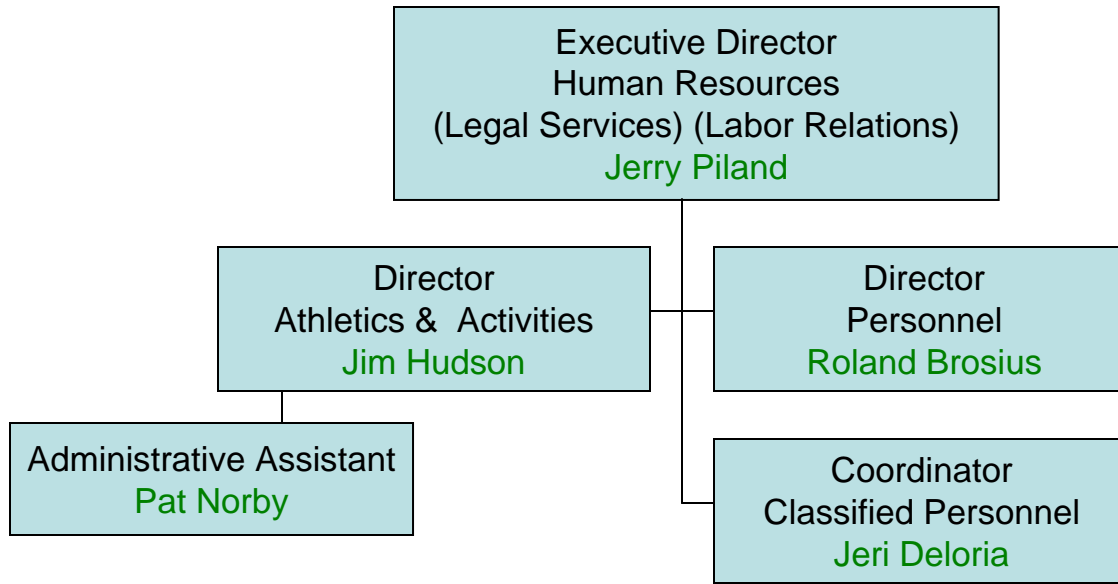 Executive Director
Human Resources
(Legal Services) (Labor Relations)
Jerry Piland
Director
Athletics & Activities
Jim Hudson
Director
Personnel
Roland Brosius
Administrative Assistant
Pat Norby
Coordinator
Classified Personnel
Jeri Deloria